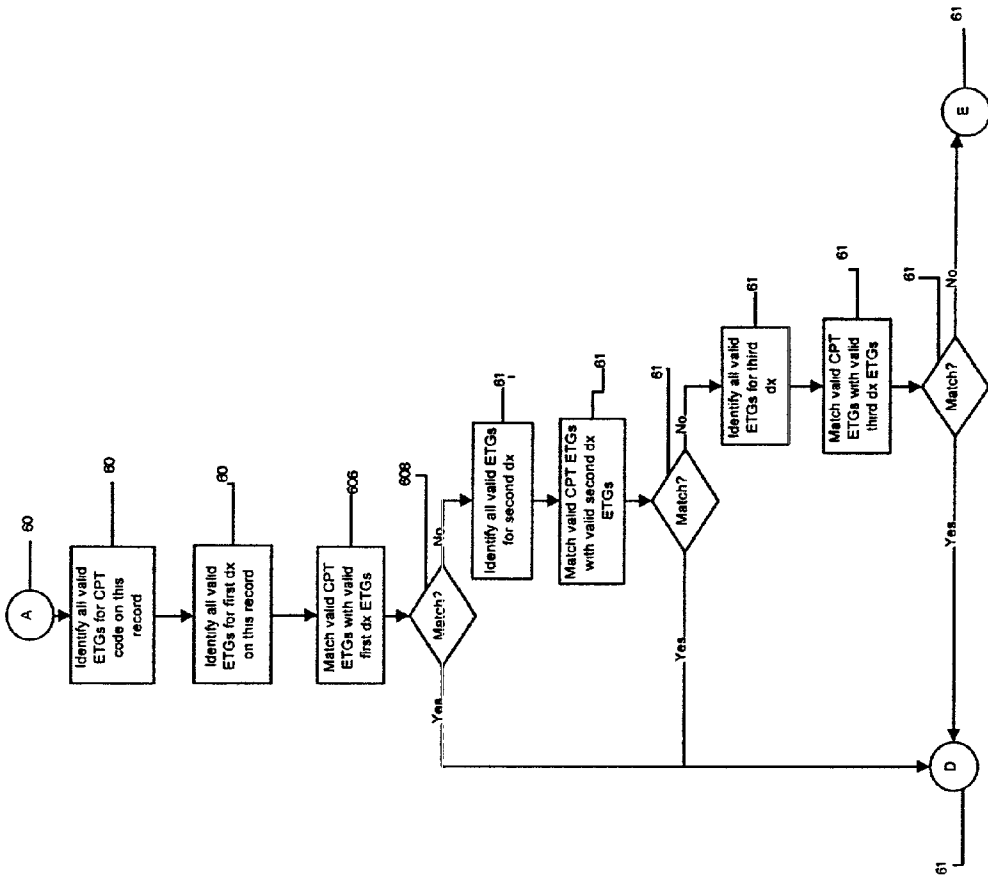 A
60
Identify all valid
ETGs for CPT
code on this
record
60
Identify all valid
ETGs for first dx
on this record
60
Match valid CPT
ETGs with valid
first dx ETGs
606
Match?
608
Yes
No
Identify all valid ETGs
for second dx
61
Match valid CPT ETGs
with valid second dx
ETGs
61
Match?
61
Yes
No
Identify all valid
ETGs for third
dx
61
Match valid CPT
ETGs with valid
third dx ETGs
61
Match?
61
Yes
No
D
61
E
61